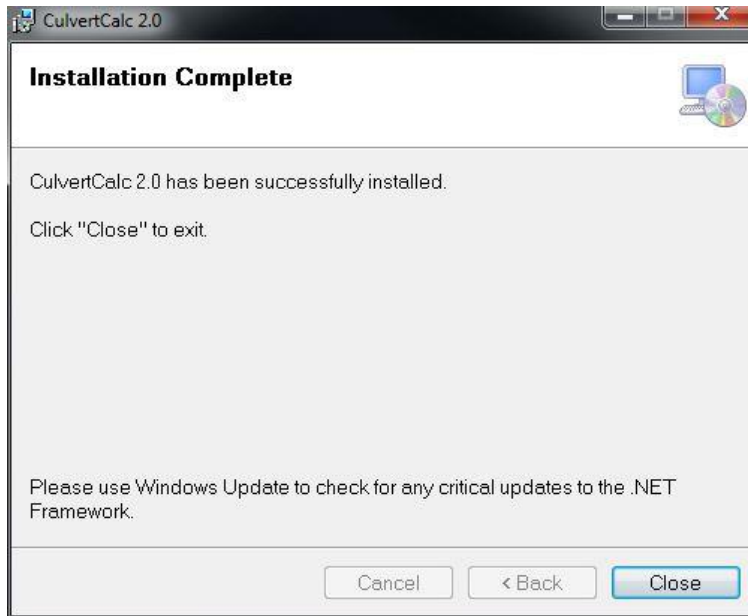 CulvertCalc 2.0
Installation Complete
CulvertCalc 2.0 has been successfully installed.
Click "Close" to exit.
Please use Windows Update to check for any critical updates to the .NET
Framework.
Cancel
< Back
Close